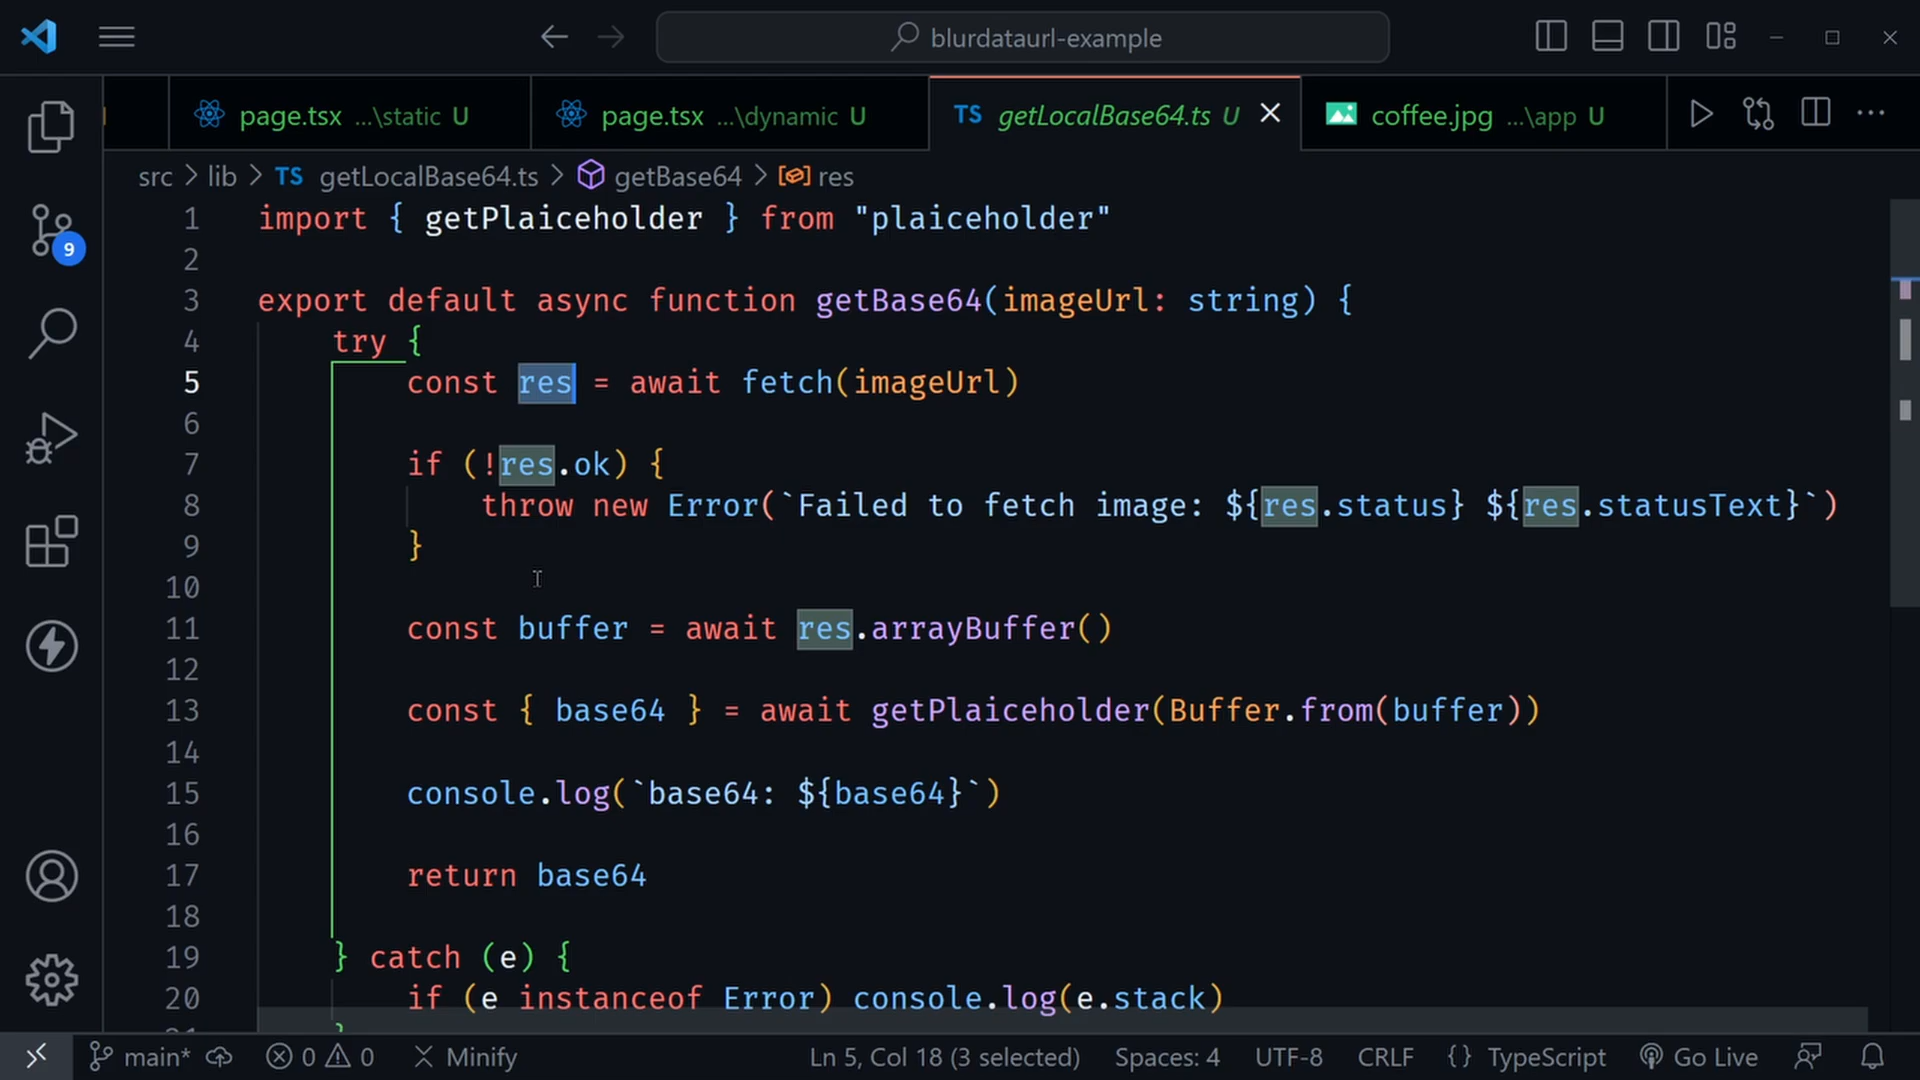 blurdataurl-example
page.tsx ...\static U
page.tsx ...\dynamic U
TS getLocalBase64.ts U
coffee.jpg ...\app U
src > lib > TS getLocalBase64.ts > getBase64 > res
9
1 import { getPlaiceholder } from "plaiceholder"
2
3 export default async function getBase64(imageUrl: string) {
4 try {
5 const res = await fetch(imageUrl)
6
7 if (!res.ok) {
8 throw new Error(`Failed to fetch image: ${res.status} ${res.statusText}`)
9 }
10
11 const buffer = await res.arrayBuffer()
12
13 const { base64 } = await getPlaiceholder(Buffer.from(buffer))
14
15 console.log(`base64: ${base64}`)
16
17 return base64
18
19 } catch (e) {
20 if (e instanceof Error) console.log(e.stack)
main* 0 0 Minify Ln 5, Col 18 (3 selected) Spaces: 4 UTF-8 CRLF {} TypeScript Go Live